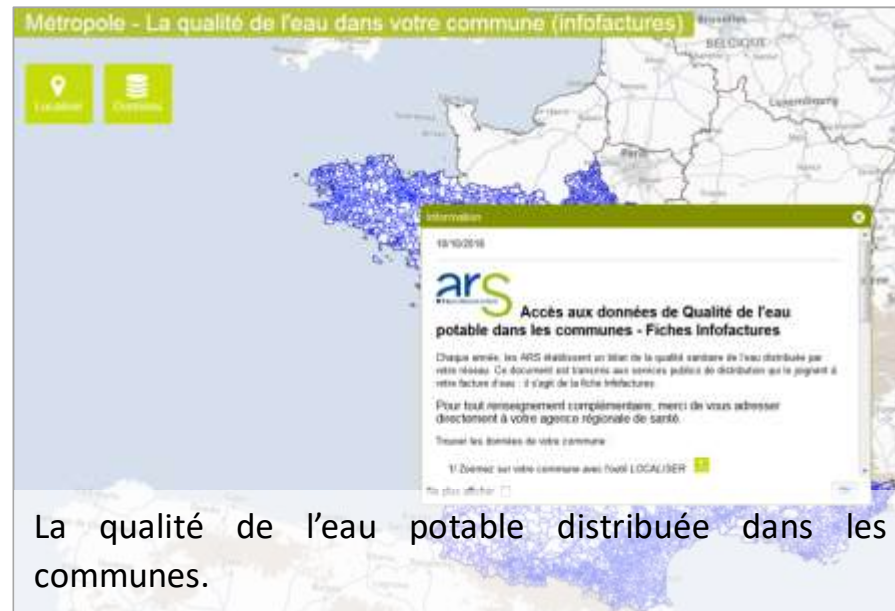 Métropole - La qualité de l'eau dans votre commune (infofactures)
Bruxelles
BELGIQUE
Localiser
Données
Luxembourg
Paris
Information
10/10/2016
ars
Accès aux données de Qualité de l'eau
potable dans les communes - Fiches Infofactures
Chaque année, les ARS établissent un bilan de la qualité sanitaire de l'eau distribuée par
votre réseau. Ce document est transmis aux services publics de distribution qui le joignent à
votre facture d'eau : il s'agit de la fiche Infofactures
Pour tout renseignement complémentaire, merci de vous adresser
directement à votre agence régionale de santé.
Trouver les données de votre commune
1/ Zoomez sur votre commune avec l'outil LOCALISER
Ne plus afficher
La qualité de l’eau potable distribuée dans les
communes.